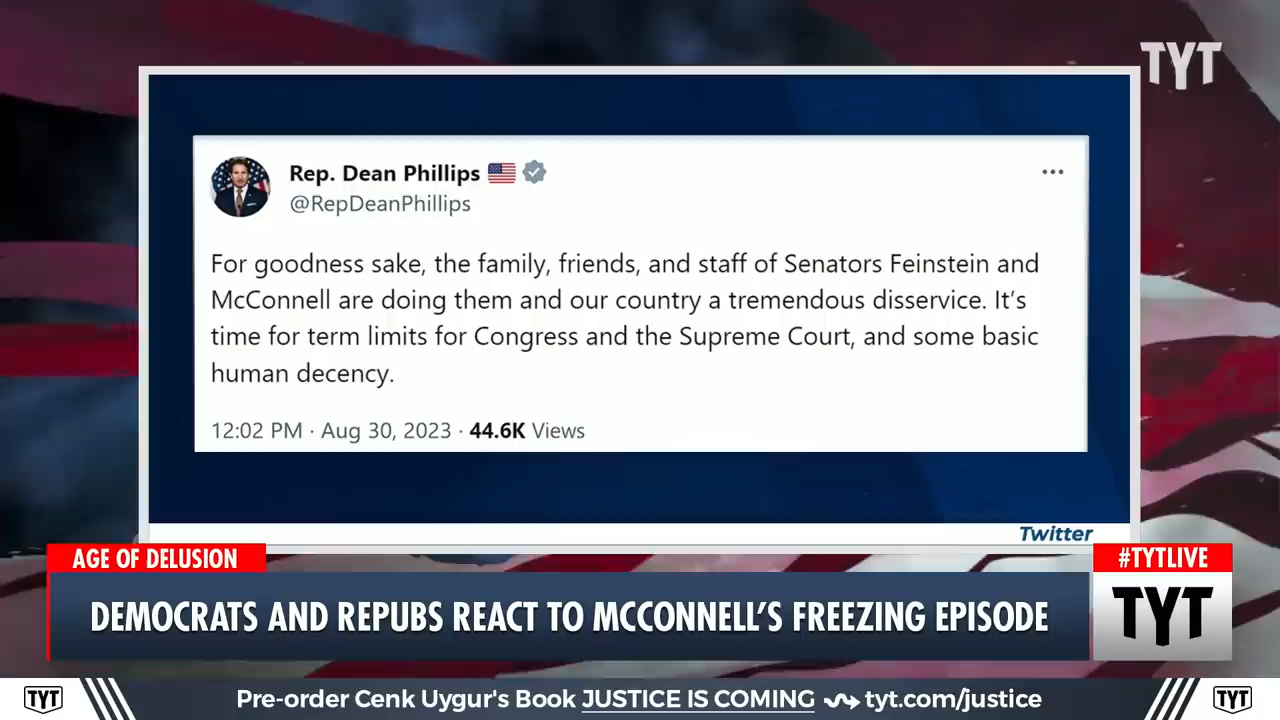 TYT
Rep. Dean Phillips
@RepDeanPhillips
For goodness sake, the family, friends, and staff of Senators Feinstein and
McConnell are doing them and our country a tremendous disservice. It’s
time for term limits for Congress and the Supreme Court, and some basic
human decency.
12:02 PM · Aug 30, 2023 · 44.6K Views
Twitter
AGE OF DELUSION
#TYTLIVE
DEMOCRATS AND REPUBS REACT TO MCCONNELL’S FREEZING EPISODE
TYT
TYT
Pre-order Cenk Uygur's Book JUSTICE IS COMING tyt.com/justice
TYT